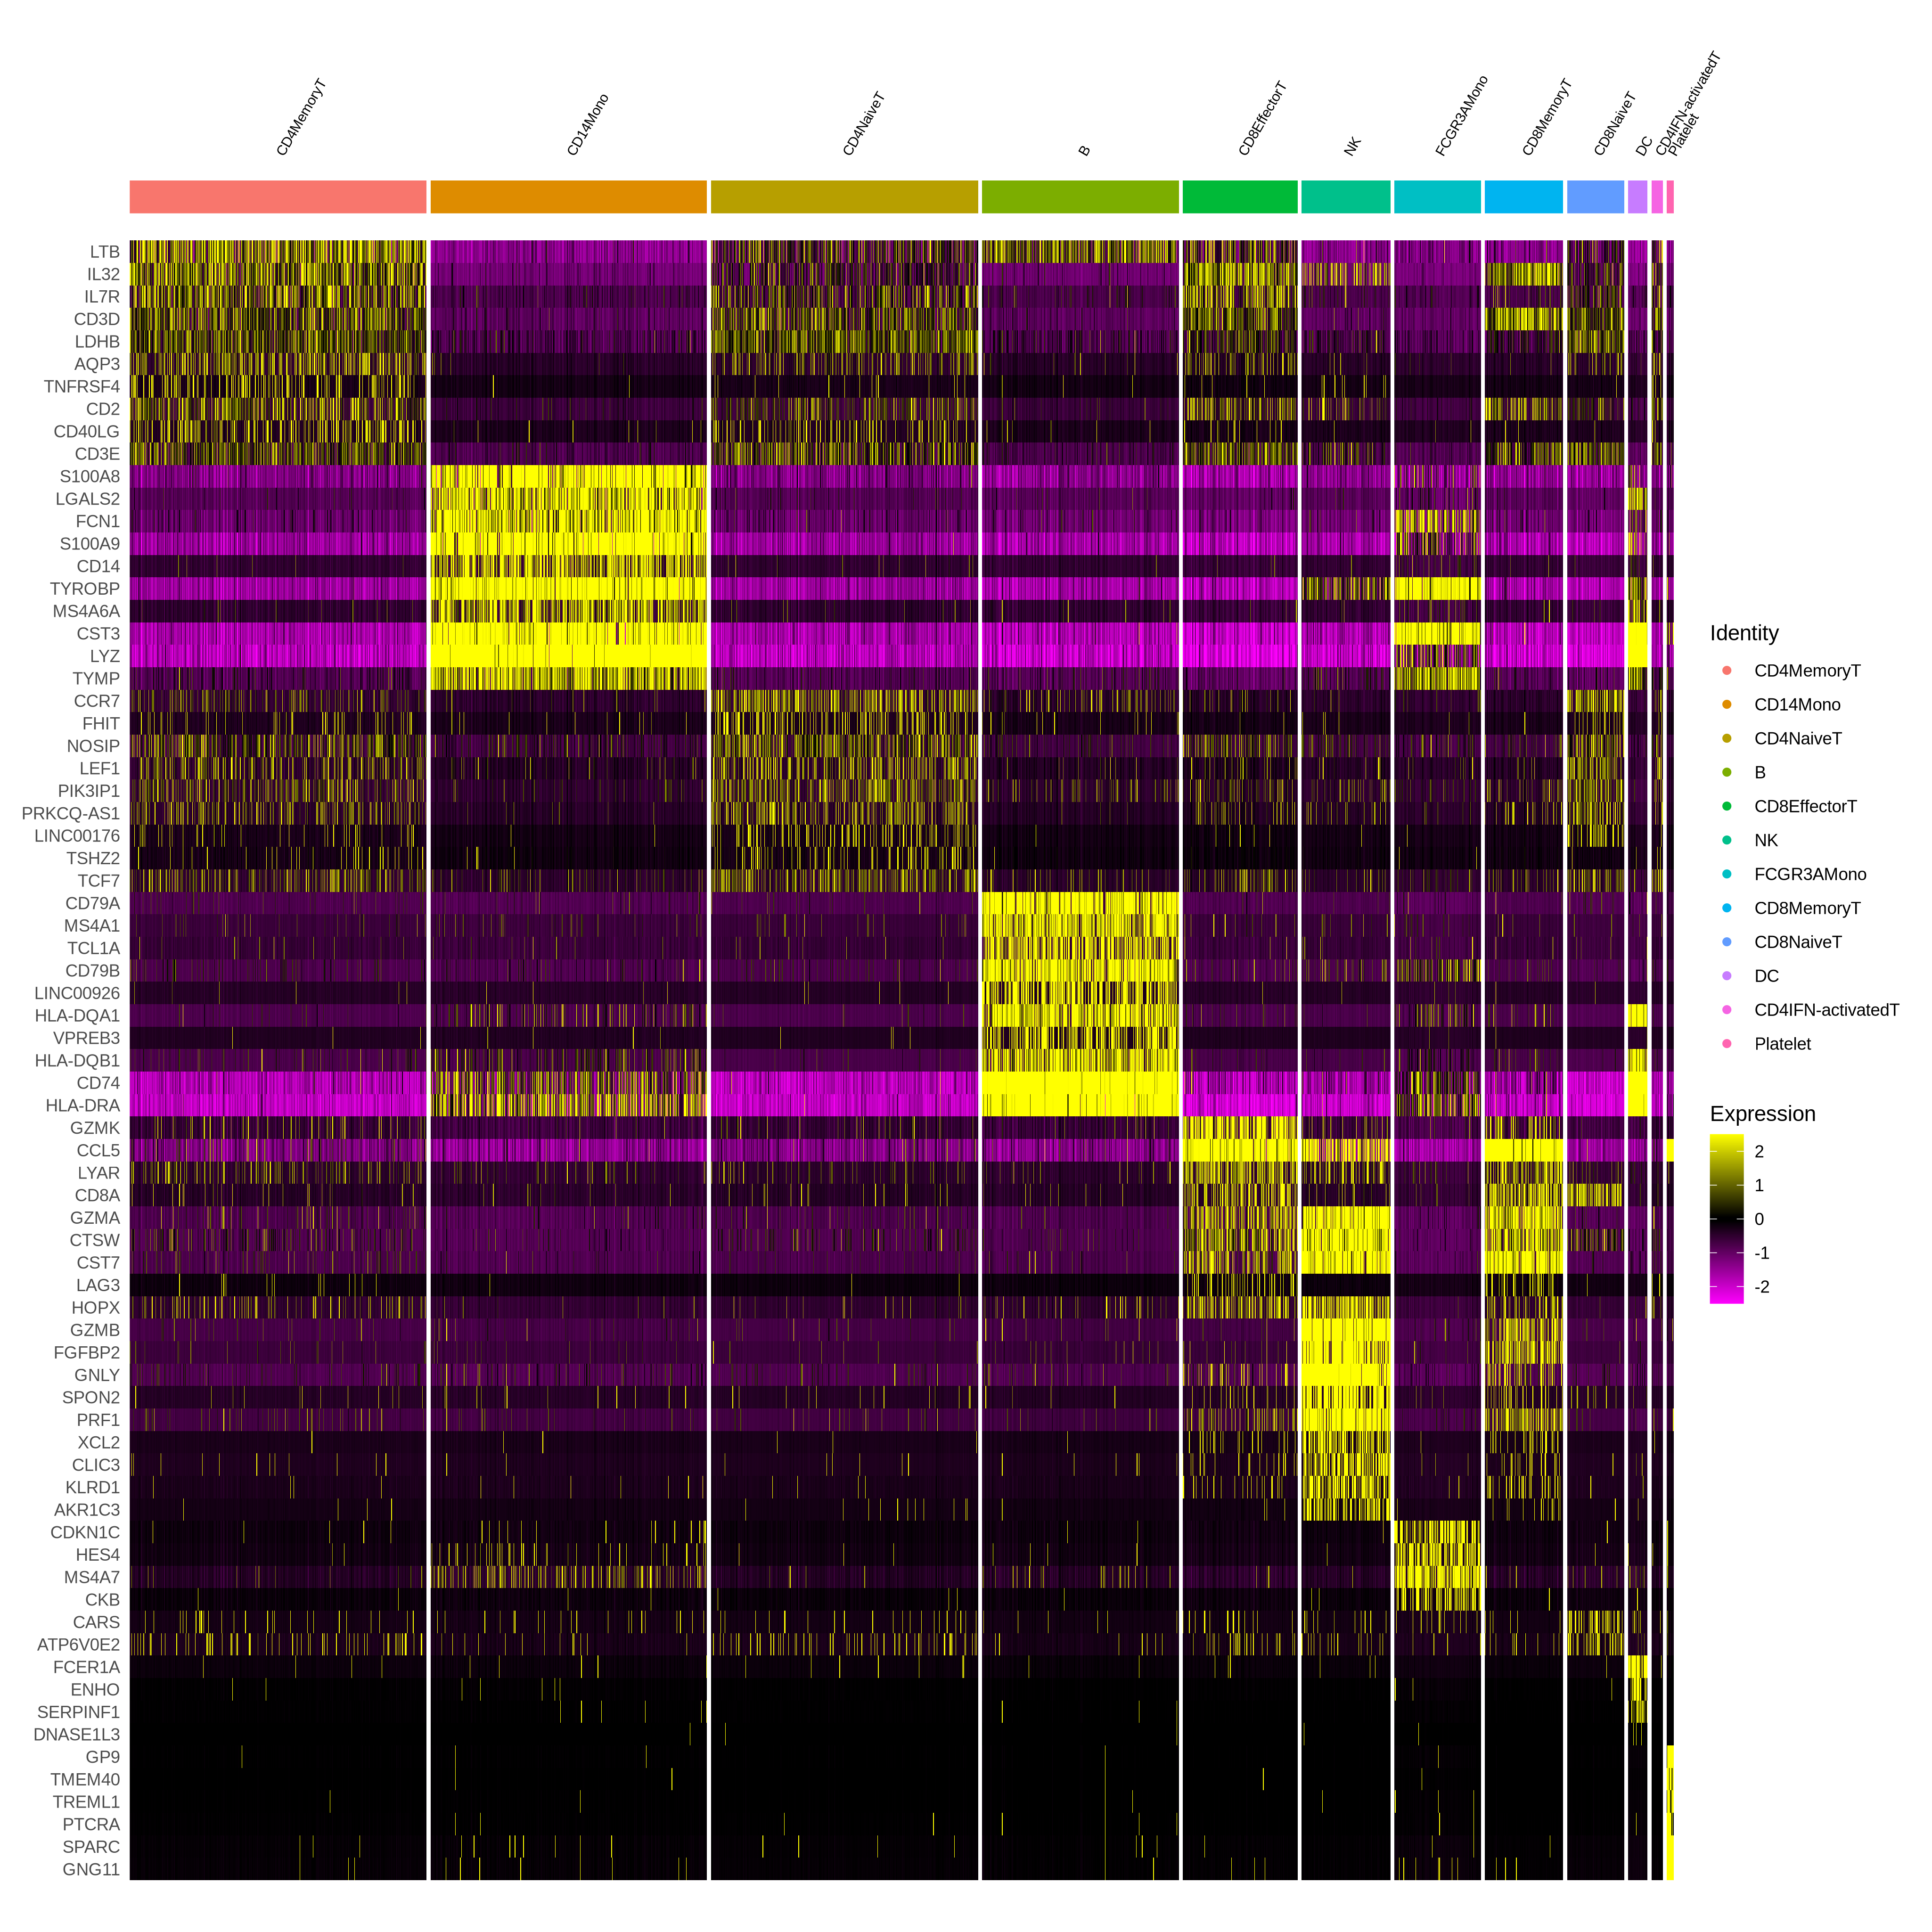 CD4MemoryT
CD14Mono
CD4NaiveT
B
CD8EffectorT
NK
FCGR3AMono
CD8MemoryT
CD8NaiveT
DC
CD4IFN-activatedT
Platelet
LTB
IL32
IL7R
CD3D
LDHB
AQP3
TNFRSF4
CD2
CD40LG
CD3E
S100A8
LGALS2
FCN1
S100A9
CD14
TYROBP
MS4A6A
CST3
LYZ
TYMP
CCR7
FHIT
NOSIP
LEF1
PIK3IP1
PRKCQ-AS1
LINC00176
TSHZ2
TCF7
CD79A
MS4A1
TCL1A
CD79B
LINC00926
HLA-DQA1
VPREB3
HLA-DQB1
CD74
HLA-DRA
GZMK
CCL5
LYAR
CD8A
GZMA
CTSW
CST7
LAG3
HOPX
GZMB
FGFBP2
GNLY
SPON2
PRF1
XCL2
CLIC3
KLRD1
AKR1C3
CDKN1C
HES4
MS4A7
CKB
CARS
ATP6V0E2
FCER1A
ENHO
SERPINF1
DNASE1L3
GP9
TMEM40
TREML1
PTCRA
SPARC
GNG11
Identity
CD4MemoryT
CD14Mono
CD4NaiveT
B
CD8EffectorT
NK
FCGR3AMono
CD8MemoryT
CD8NaiveT
DC
CD4IFN-activatedT
Platelet
Expression
2
1
0
-1
-2